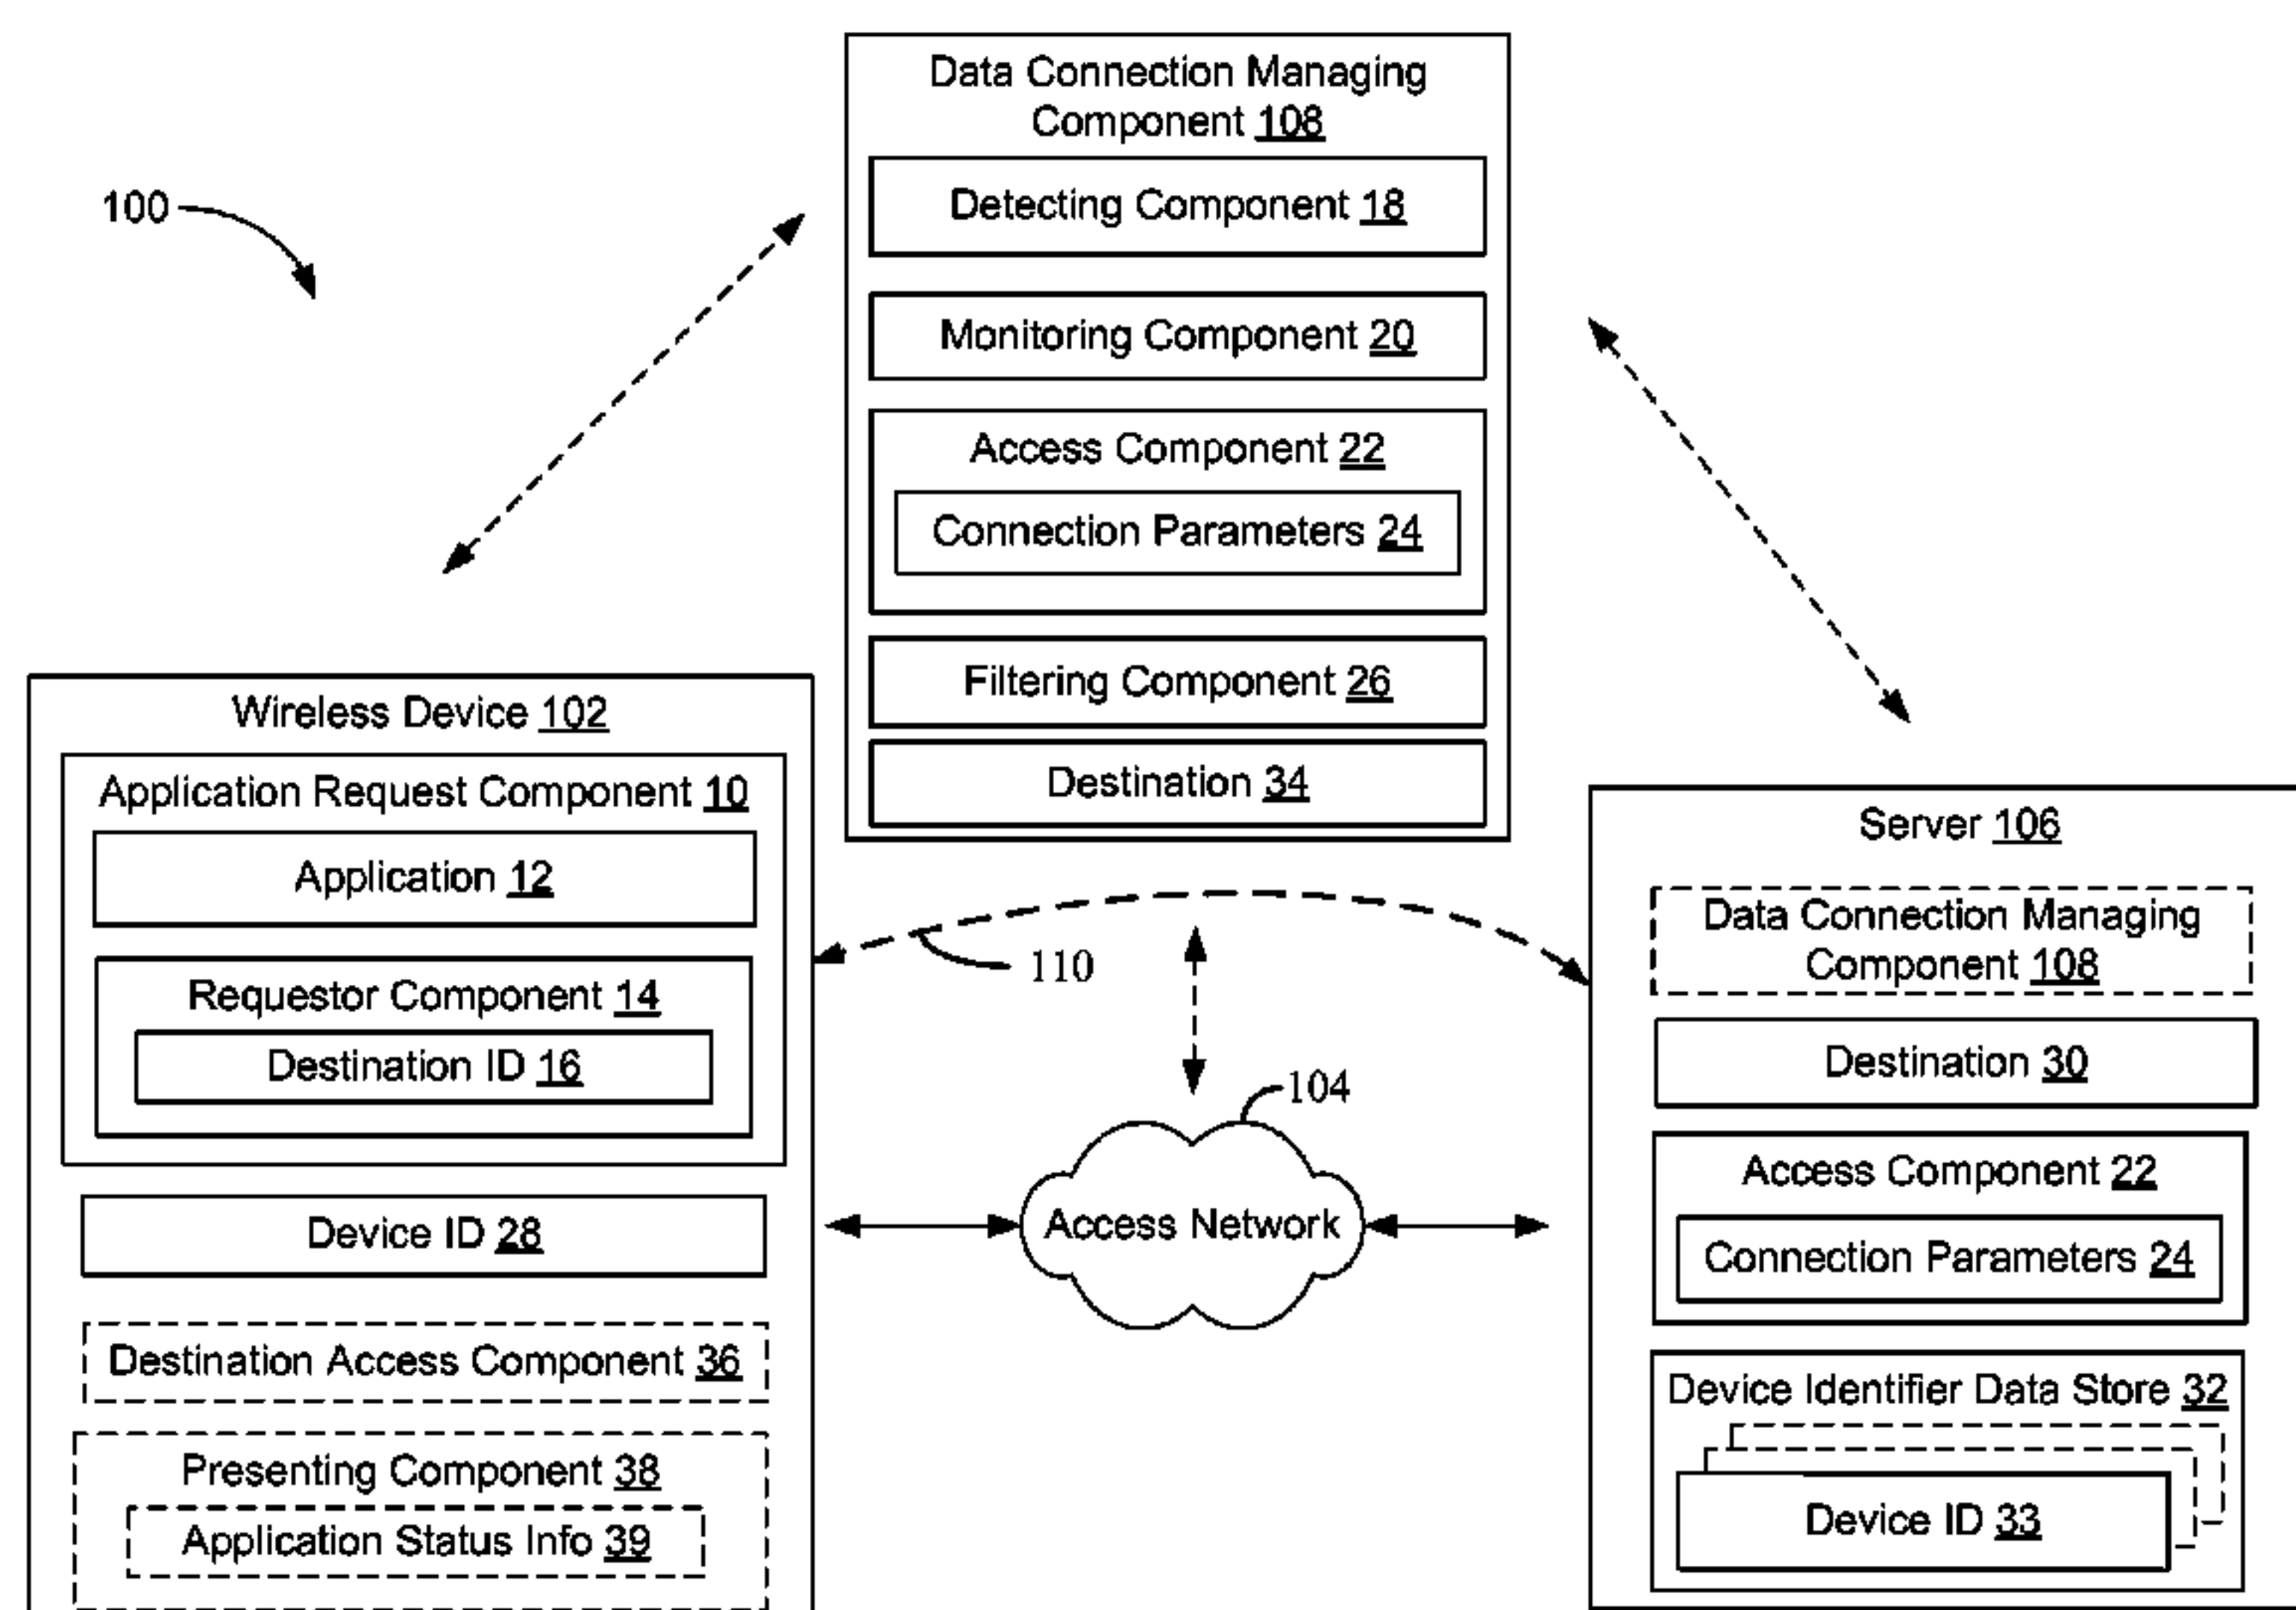 100
Data Connection Managing
Component 108
Detecting Component 18
Monitoring Component 20
Access Component 22
Connection Parameters 24
Filtering Component 26
Destination 34
Wireless Device 102
Application Request Component 10
Application 12
Requestor Component 14
Destination ID 16
Device ID 28
Destination Access Component 36
Presenting Component 38
Application Status Info 39
110
104
Access Network
Server 106
Data Connection Managing
Component 108
Destination 30
Access Component 22
Connection Parameters 24
Device Identifier Data Store 32
Device ID 33